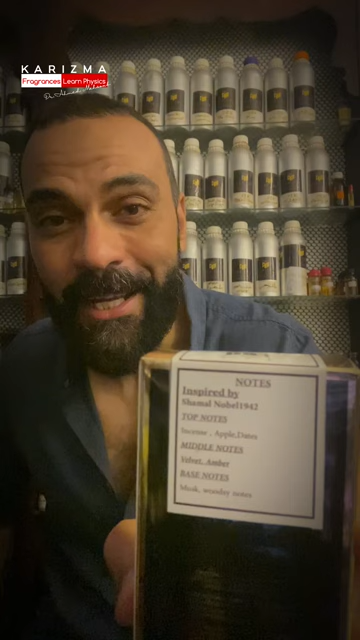 KARIZMA
Fragrances Learn Physics
NOTES
Inspired by
Shamal Nobel1942
TOP NOTES
Incense , Apple,Dates
MIDDLE NOTES
Velvet, Amber
BASE NOTES
Musk, woody notes